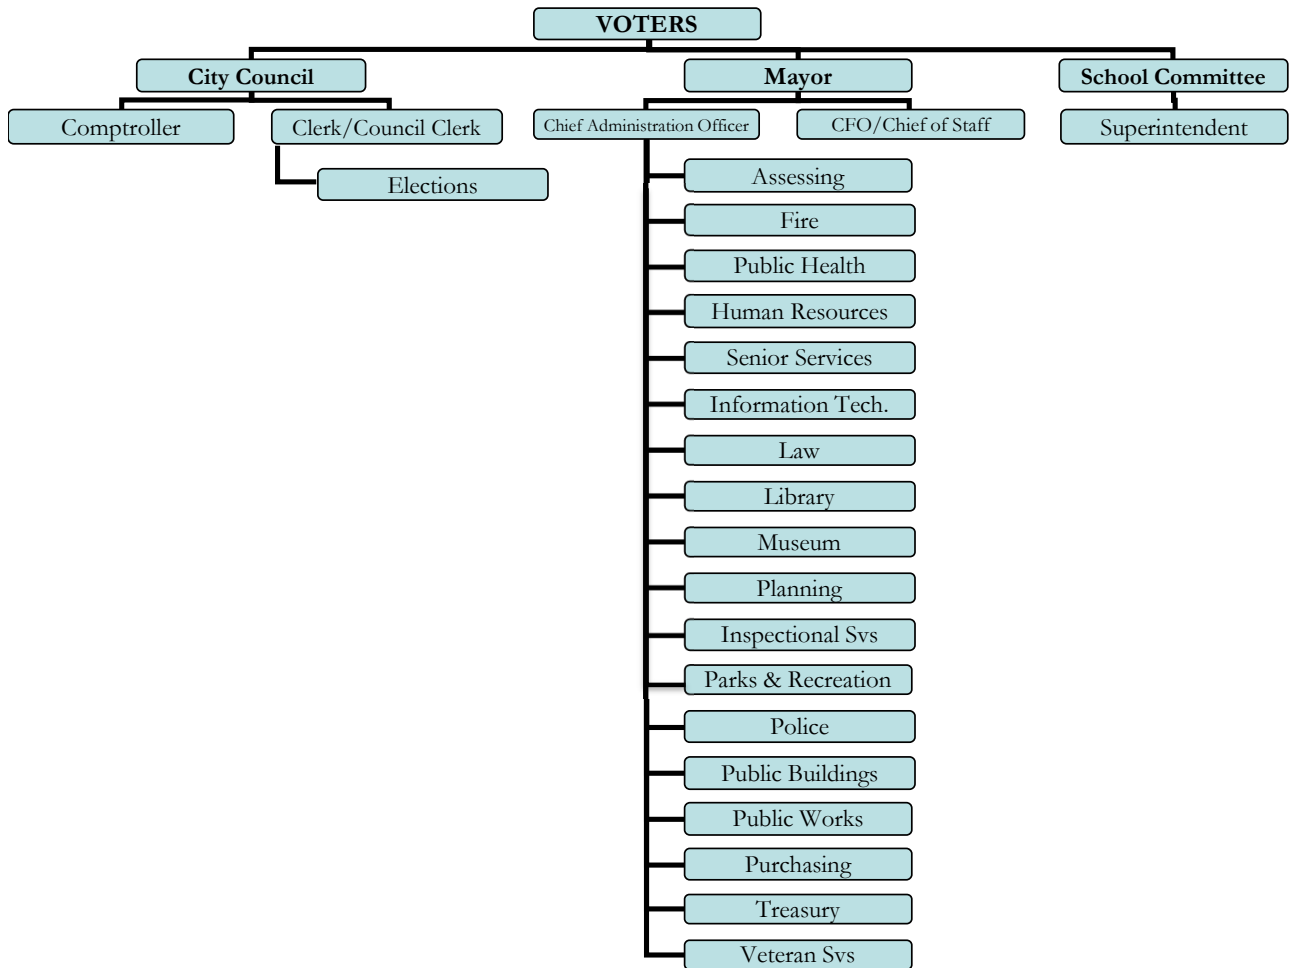 VOTERS
City Council
Mayor
School Committee
Comptroller
Clerk/Council Clerk
Chief Administration Officer
CFO/Chief of Staff
Superintendent
Elections
Assessing
Fire
Public Health
Human Resources
Senior Services
Information Tech.
Law
Library
Museum
Planning
Inspectional Svs
Parks & Recreation
Police
Public Buildings
Public Works
Purchasing
Treasury
Veteran Svs